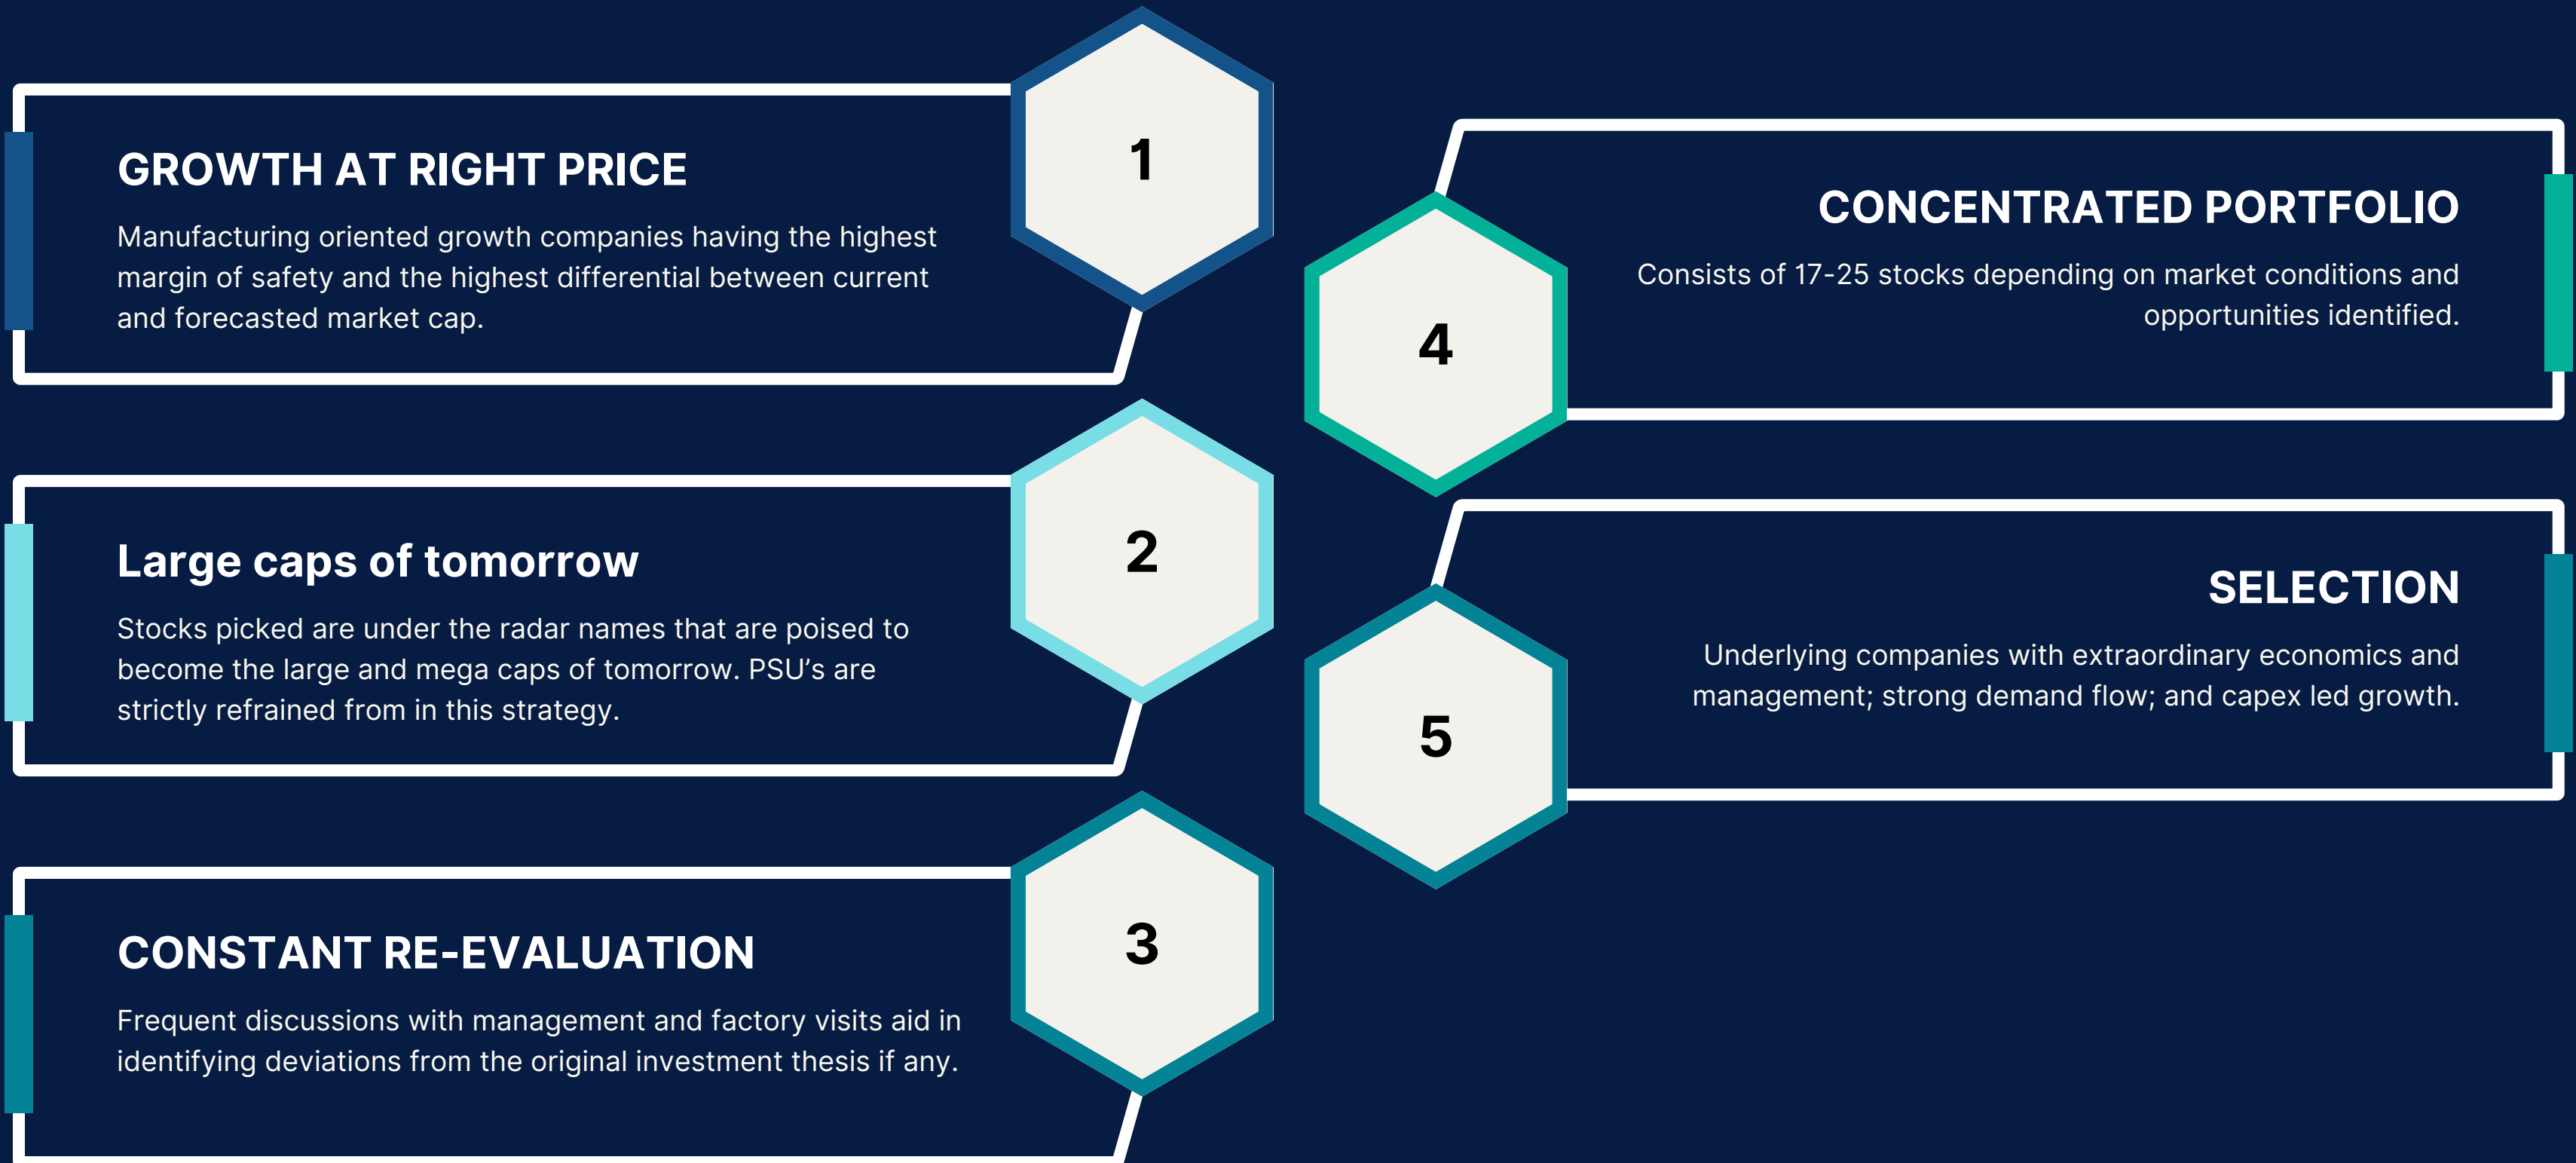 1
GROWTH AT RIGHT PRICE
Manufacturing oriented growth companies having the highest
margin of safety and the highest differential between current
and forecasted market cap.
2
Large caps of tomorrow
Stocks picked are under the radar names that are poised to
become the large and mega caps of tomorrow. PSU’s are
strictly refrained from in this strategy.
3
CONSTANT RE-EVALUATION
Frequent discussions with management and factory visits aid in
identifying deviations from the original investment thesis if any.
4
CONCENTRATED PORTFOLIO
Consists of 17-25 stocks depending on market conditions and
opportunities identified.
5
SELECTION
Underlying companies with extraordinary economics and
management; strong demand flow; and capex led growth.